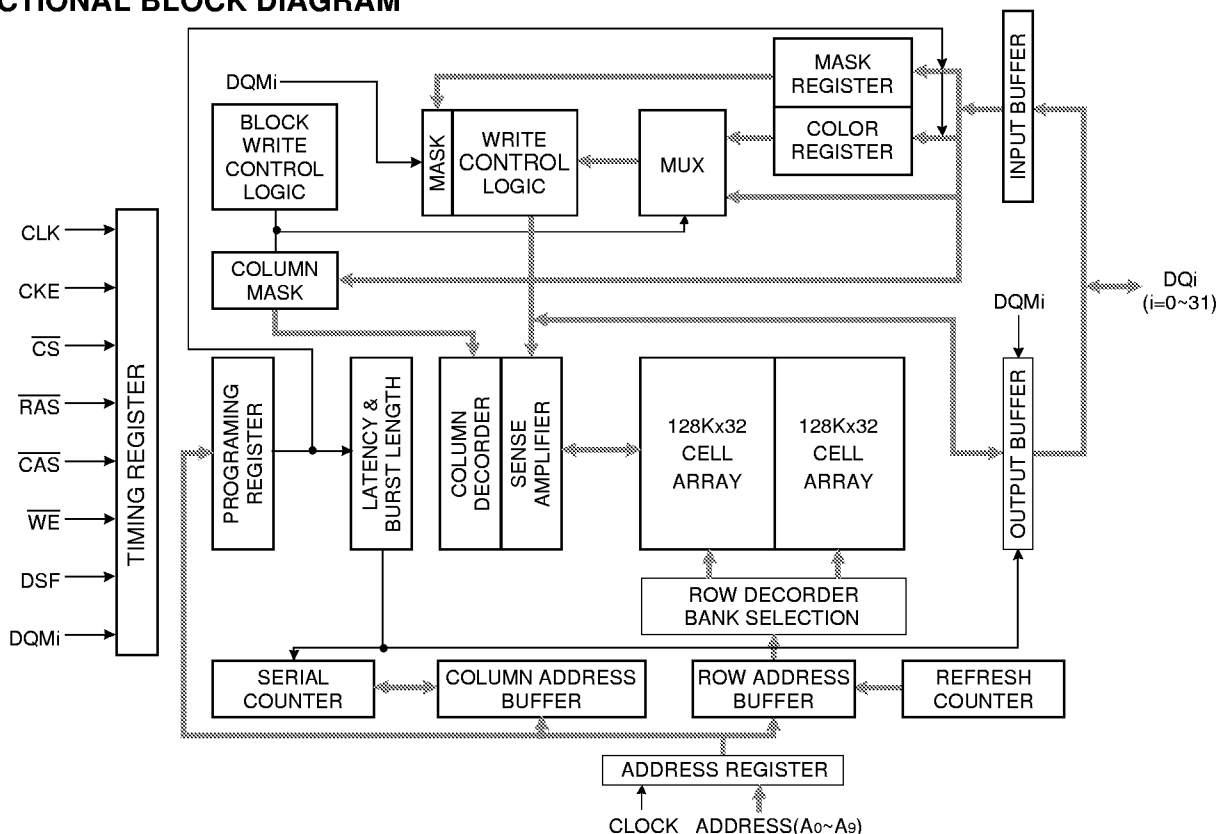 CTIONAL BLOCK DIAGRAM
DQMi
BLOCK
WRITE
CONTROL
LOGIC
MASK
WRITE
CONTROL
LOGIC
MUX
MASK
REGISTER
COLOR
REGISTER
INPUT BUFFER
COLUMN
MASK
CLK
CKE
CS
RAS
CAS
WE
DSF
DQMi
TIMING REGISTER
DQi
(i=0~31)
DQMi
PROGRAMING
REGISTER
LATENCY &
BURST LENGTH
COLUMN
DECORDER
SENSE
AMPLIFIER
128Kx32
CELL
ARRAY
128Kx32
CELL
ARRAY
OUTPUT BUFFER
ROW DECORDER
BANK SELECTION
SERIAL
COUNTER
COLUMN ADDRESS
BUFFER
ROW ADDRESS
BUFFER
REFRESH
COUNTER
ADDRESS REGISTER
CLOCK
ADDRESS(A0~A9)